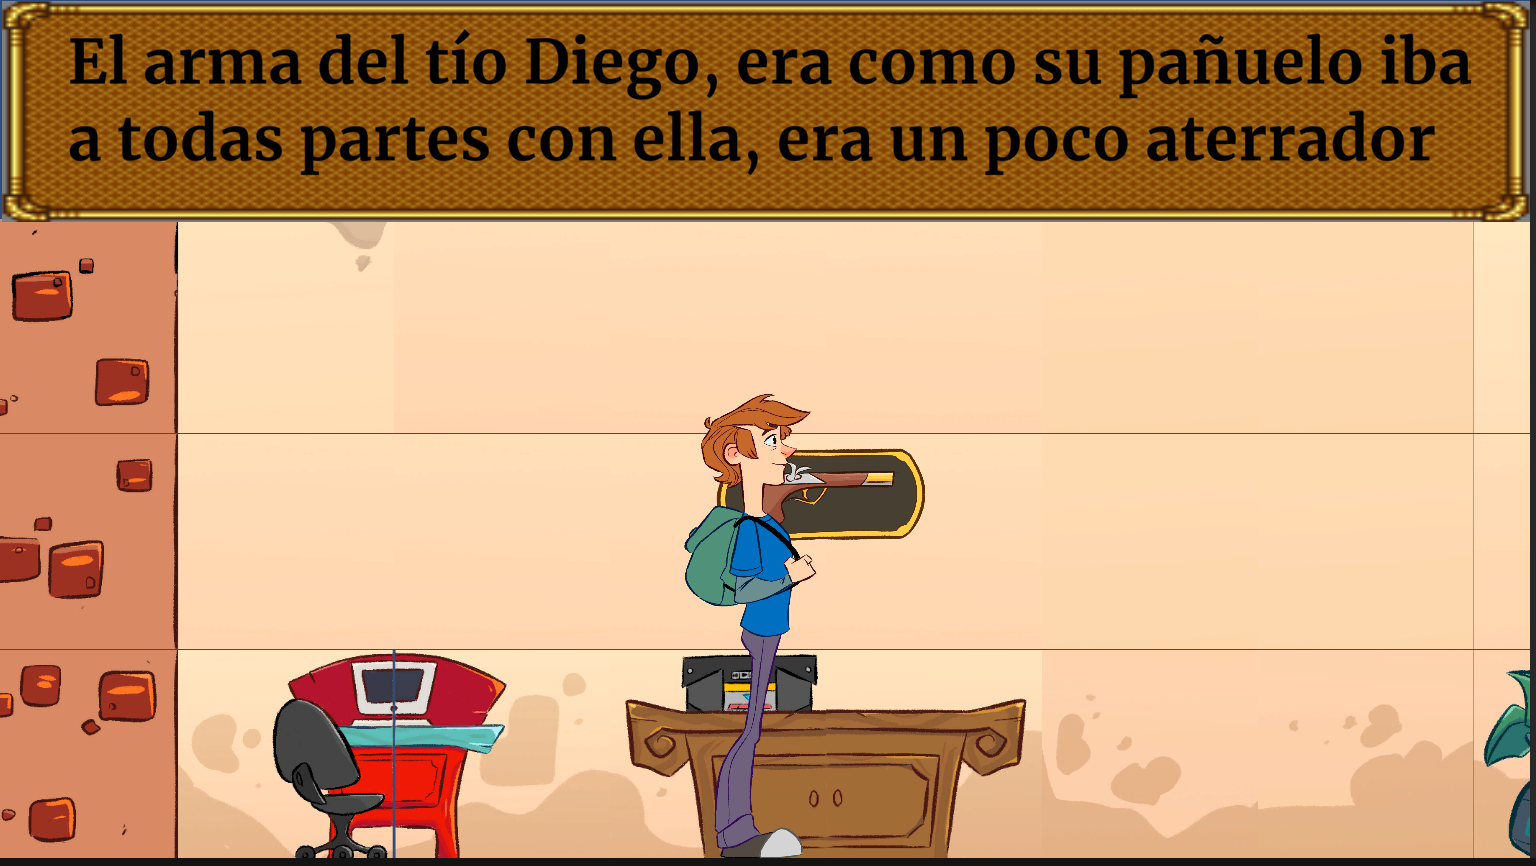 El arma del tío Diego, era como su pañuelo iba
a todas partes con ella, era un poco aterrador